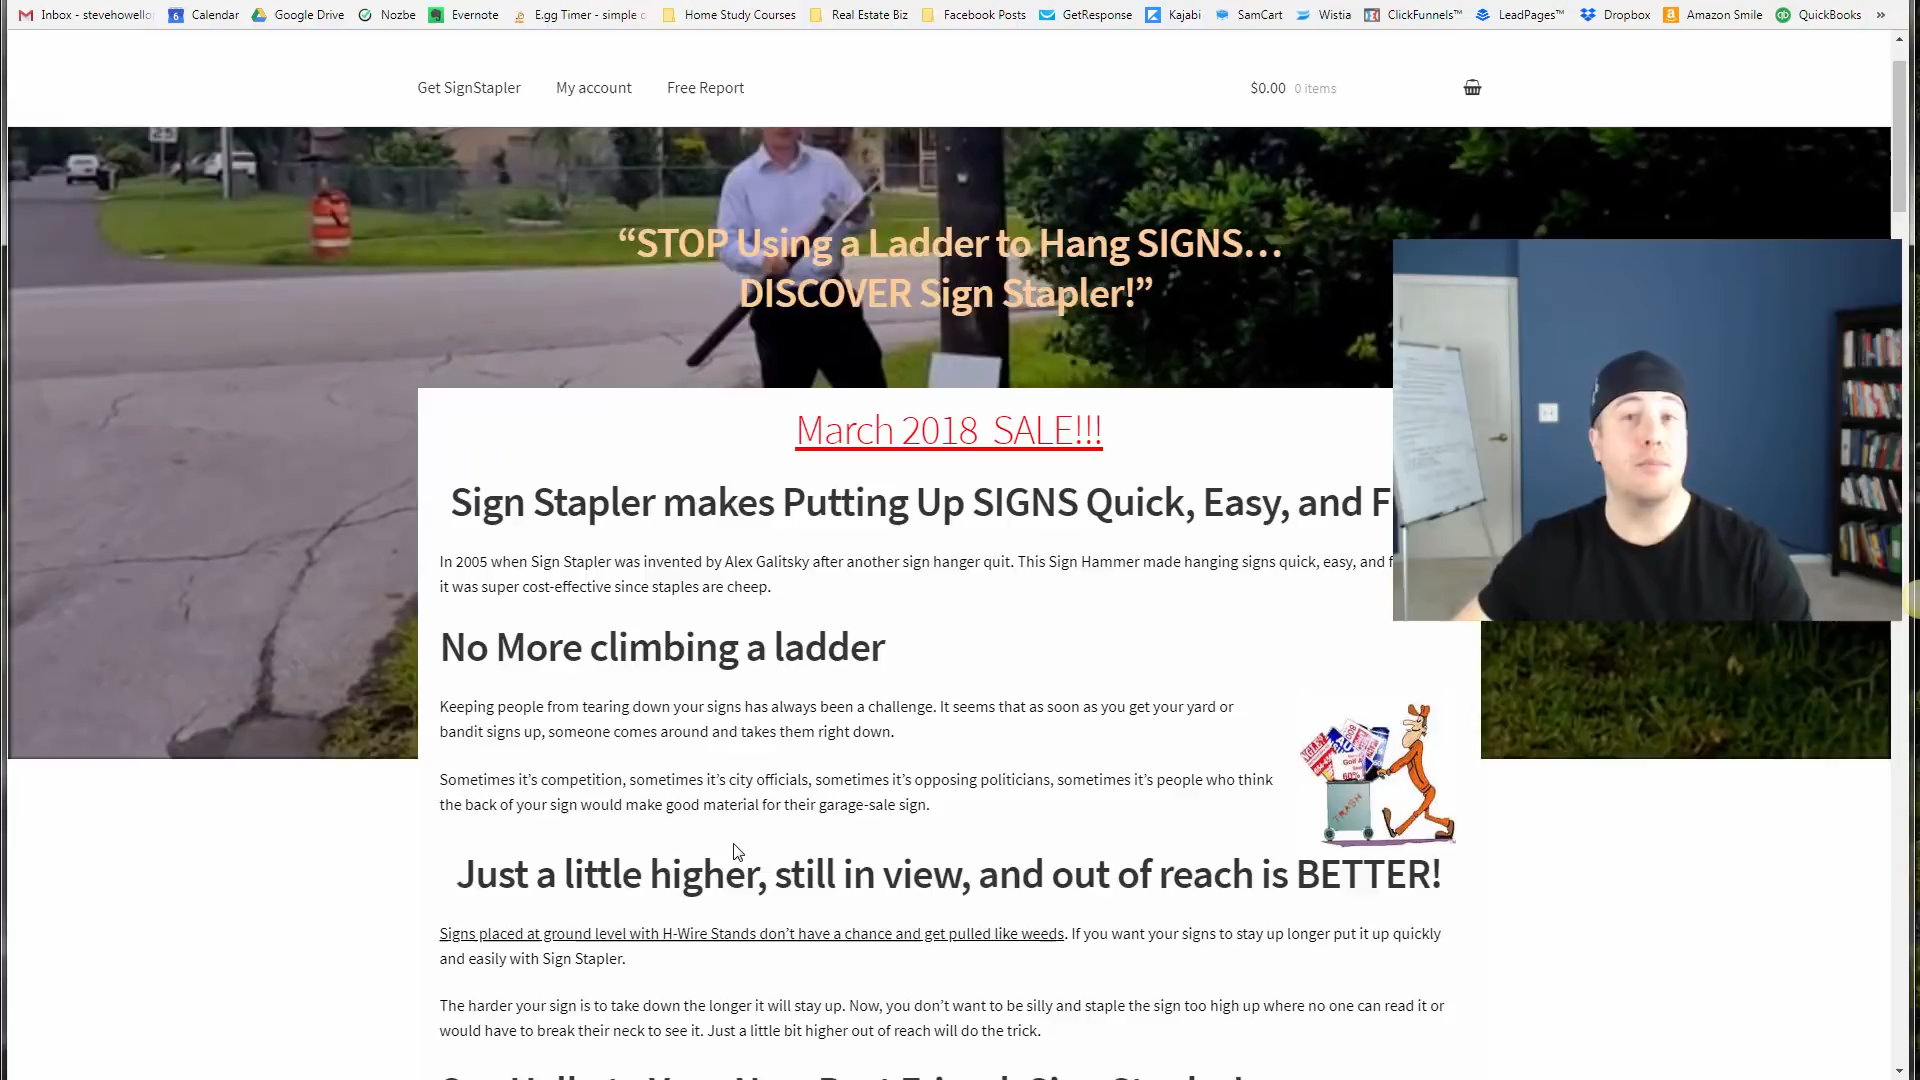 Inbox - stevehowello Calendar Google Drive Nozbe Evernote E.gg Timer - simple c Home Study Courses Real Estate Biz Facebook Posts GetResponse Kajabi SamCart Wistia ClickFunnels™ LeadPages™ Dropbox Amazon Smile QuickBooks »
Get SignStapler My account Free Report $0.00 0 items
“STOP Using a Ladder to Hang SIGNS…
DISCOVER Sign Stapler!”
March 2018 SALE!!!
Sign Stapler makes Putting Up SIGNS Quick, Easy, and F
In 2005 when Sign Stapler was invented by Alex Galitsky after another sign hanger quit. This Sign Hammer made hanging signs quick, easy, and f
it was super cost-effective since staples are cheep.
No More climbing a ladder
Keeping people from tearing down your signs has always been a challenge. It seems that as soon as you get your yard or
bandit signs up, someone comes around and takes them right down.
Sometimes it’s competition, sometimes it’s city officials, sometimes it’s opposing politicians, sometimes it’s people who think
the back of your sign would make good material for their garage-sale sign.
TRASH
Just a little higher, still in view, and out of reach is BETTER!
Signs placed at ground level with H-Wire Stands don’t have a chance and get pulled like weeds. If you want your signs to stay up longer put it up quickly
and easily with Sign Stapler.
The harder your sign is to take down the longer it will stay up. Now, you don’t want to be silly and staple the sign too high up where no one can read it or
would have to break their neck to see it. Just a little bit higher out of reach will do the trick.